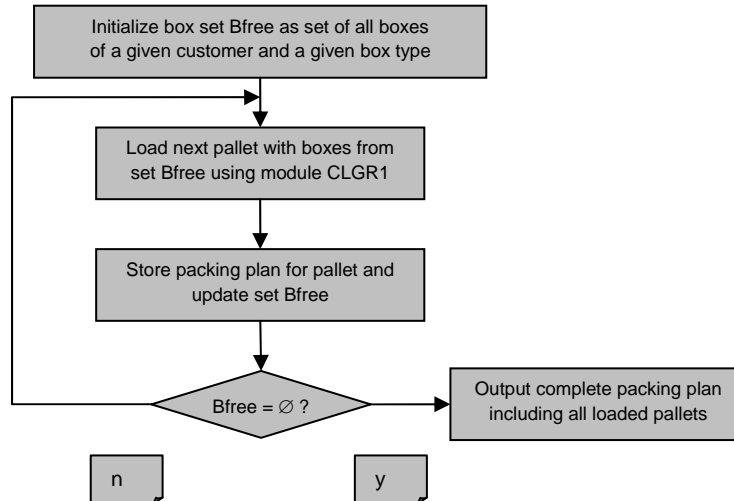 Initialize box set Bfree as set of all boxes
of a given customer and a given box type
Load next pallet with boxes from
set Bfree using module CLGR1
Store packing plan for pallet and
update set Bfree
Bfree = ∅ ?
Output complete packing plan
including all loaded pallets
n
y